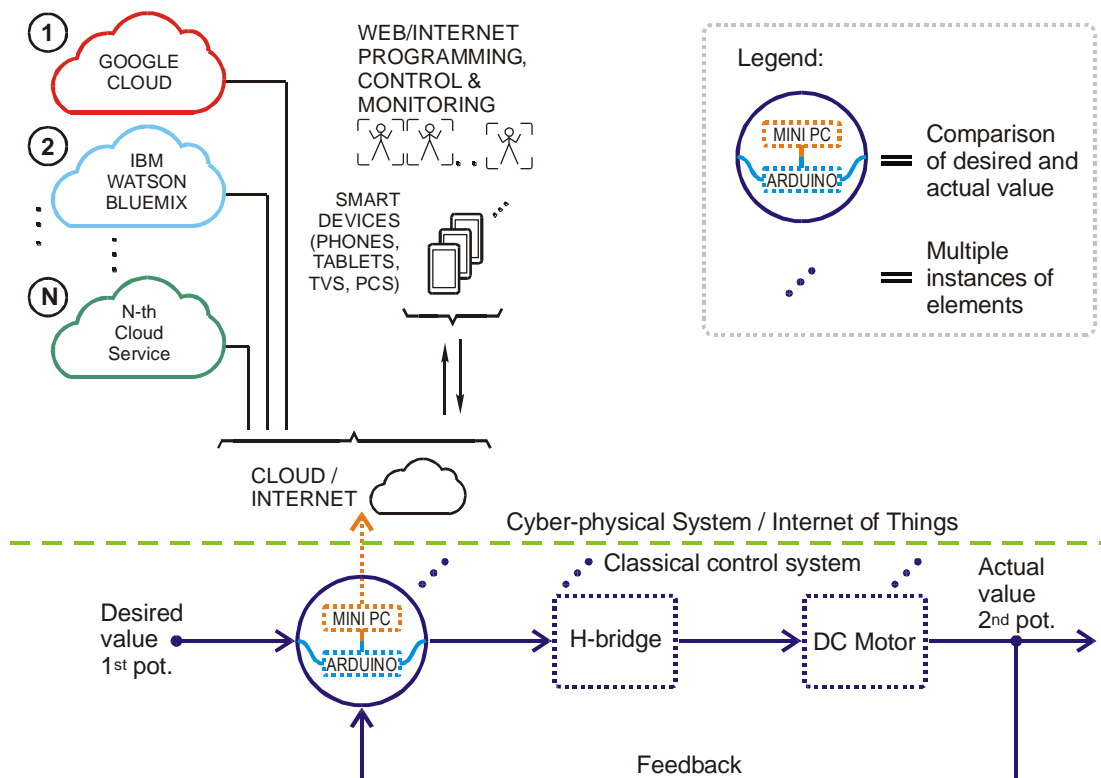 1
GOOGLE
CLOUD
2
IBM
WATSON
BLUEMIX
N
N-th
Cloud
Service
WEB/INTERNET
PROGRAMMING,
CONTROL &
MONITORING
SMART
DEVICES
(PHONES,
TABLETS,
TVS, PCS)
Legend:
MINI PC
ARDUINO
=
Comparison
of desired and
actual value
=
Multiple
instances of
elements
CLOUD /
INTERNET
Cyber-physical System / Internet of Things
Classical control system
Desired
value
1st pot.
MINI PC
ARDUINO
H-bridge
DC Motor
Actual
value
2nd pot.
Feedback